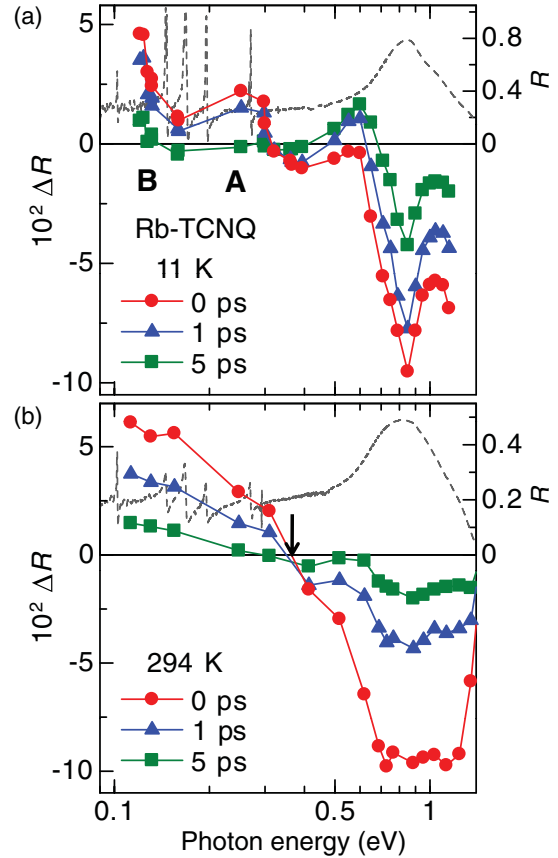 (a)
5
0
-5
-10
10² ΔR
0.8
0.4
0
R
B
A
Rb-TCNQ
11 K
0 ps
1 ps
5 ps
(b)
5
0
-5
-10
10² ΔR
0.4
0.2
0
R
294 K
0 ps
1 ps
5 ps
0.1
0.5
1
Photon energy (eV)